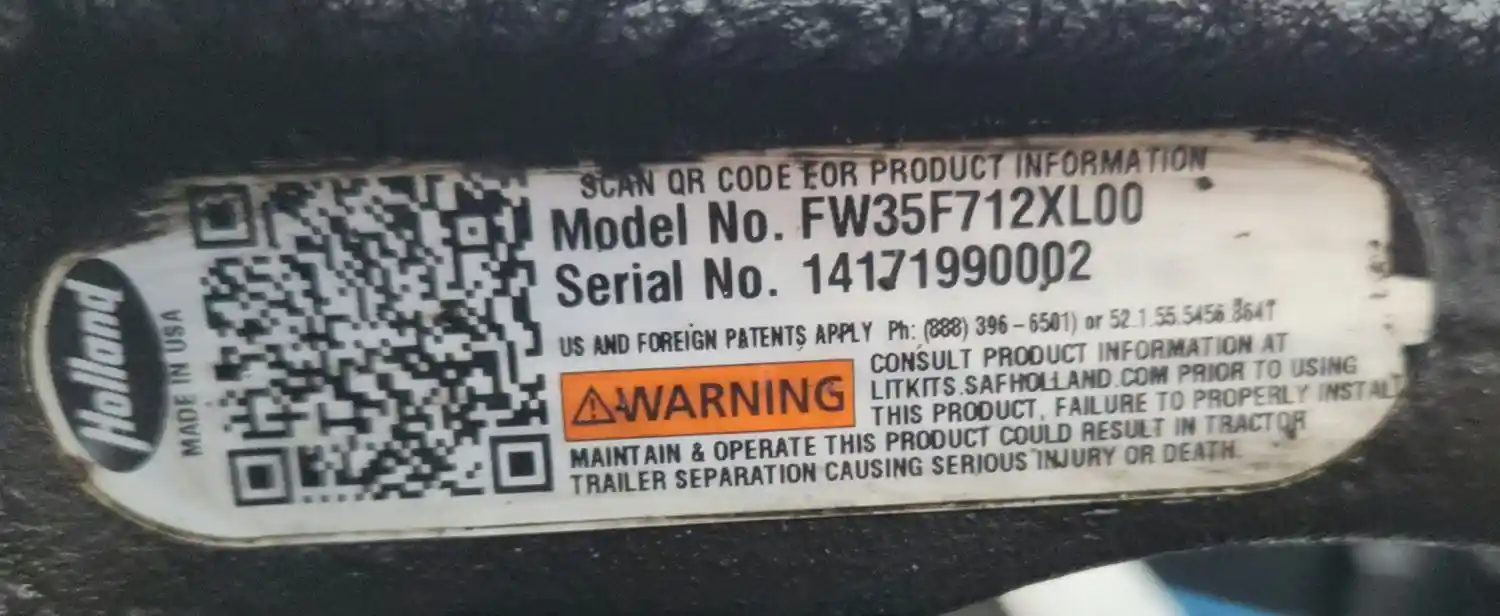 Holland
MADE IN USA
SCAN QR CODE FOR PRODUCT INFORMATION
Model No. FW35F712XL00
Serial No. 14171990002
US AND FOREIGN PATENTS APPLY Ph: (888) 396-6501) or 52.1.55.5456.8641
⚠WARNING
CONSULT PRODUCT INFORMATION AT
LITKITS.SAFHOLLAND.COM PRIOR TO USING
THIS PRODUCT, FAILURE TO PROPERLY INSTALL
MAINTAIN & OPERATE THIS PRODUCT COULD RESULT IN TRACTOR
TRAILER SEPARATION CAUSING SERIOUS INJURY OR DEATH.